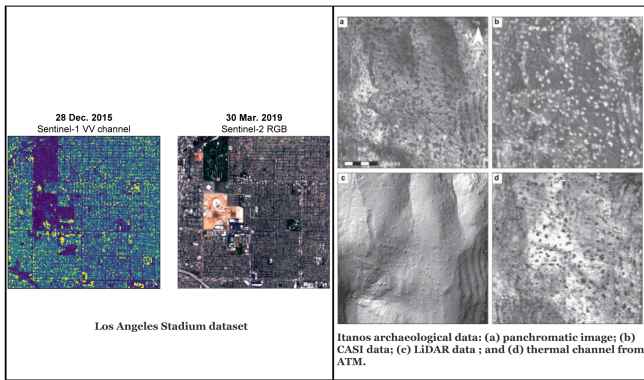 28 Dec. 2015
Sentinel-1 VV channel
30 Mar. 2019
Sentinel-2 RGB
Los Angeles Stadium dataset
a
b
c
d
Itanos archaeological data: (a) panchromatic image; (b)
CASI data; (c) LiDAR data ; and (d) thermal channel from
ATM.